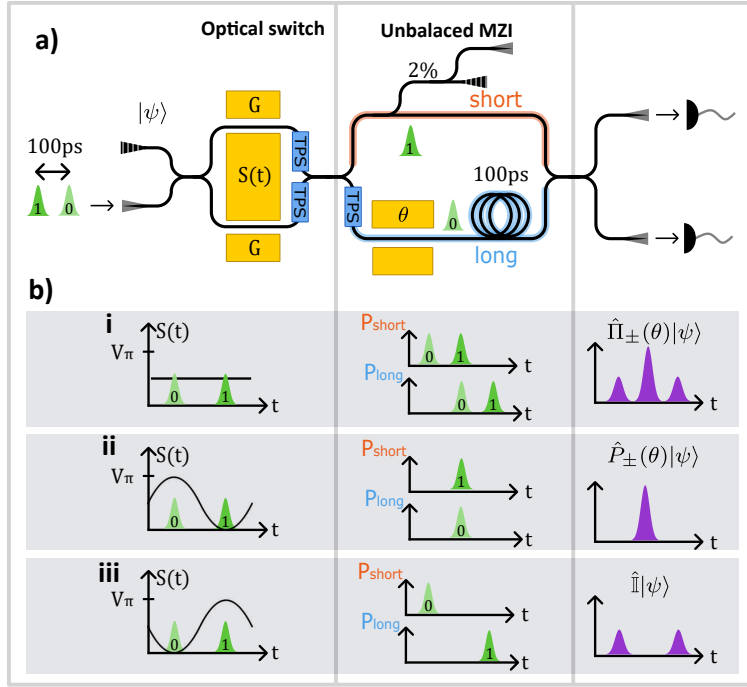 Optical switch
Unbalaced MZI
a)
|ψ⟩
100ps
1 0
G
S(t)
G
TPS
TPS
2%
short
1
TPS
θ
0
100ps
long
b)
i
S(t)
Vπ
0 1 t
Pshort
0 1 t
Plong
0 1 t
Π̂±(θ)|ψ⟩
t
ii
S(t)
Vπ
0 1 t
Pshort
1 t
Plong
0 t
P̂±(θ)|ψ⟩
t
iii
S(t)
Vπ
0 1 t
Pshort
0 t
Plong
1 t
𝕀̂|ψ⟩
t